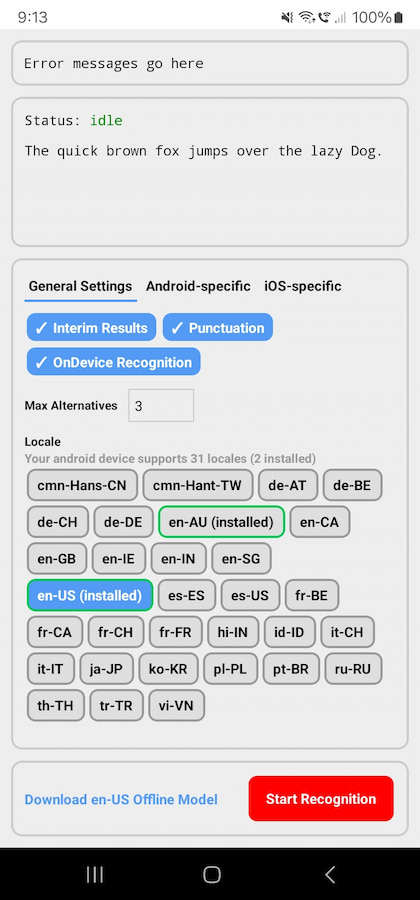 9:13 100%
Error messages go here
Status: idle
The quick brown fox jumps over the lazy Dog.
General Settings Android-specific iOS-specific
✓ Interim Results ✓ Punctuation
✓ OnDevice Recognition
Max Alternatives 3
Locale
Your android device supports 31 locales (2 installed)
cmn-Hans-CN cmn-Hant-TW de-AT de-BE
de-CH de-DE en-AU (installed) en-CA
en-GB en-IE en-IN en-SG
en-US (installed) es-ES es-US fr-BE
fr-CA fr-CH fr-FR hi-IN id-ID it-CH
it-IT ja-JP ko-KR pl-PL pt-BR ru-RU
th-TH tr-TR vi-VN
Download en-US Offline Model Start Recognition